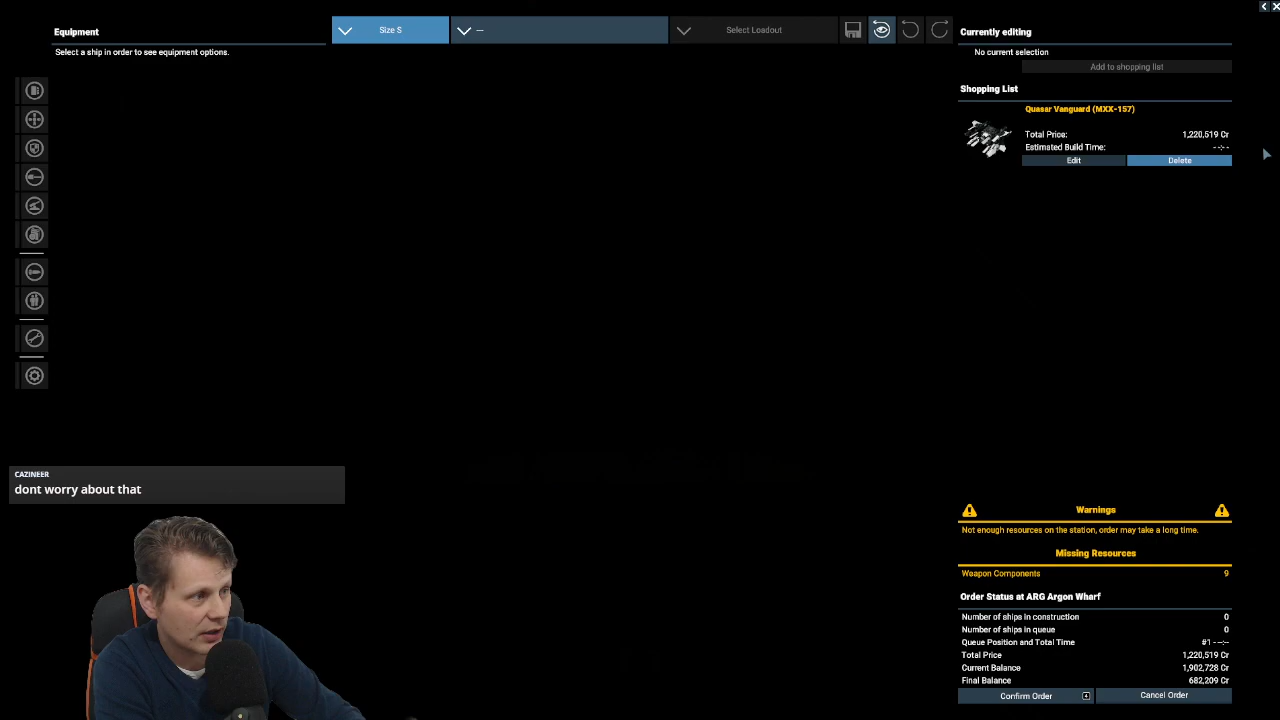 Equipment
Select a ship in order to see equipment options.
Size S
—
Select Loadout
Currently editing
No current selection
Add to shopping list
Shopping List
Quasar Vanguard (MXX-157)
Total Price: 1,220,519 Cr
Estimated Build Time: --:--
Edit Delete
CAZINEER
dont worry about that
Warnings
Not enough resources on the station, order may take a long time.
Missing Resources
Weapon Components 9
Order Status at ARG Argon Wharf
Number of ships in construction 0
Number of ships in queue 0
Queue Position and Total Time #1 --:--
Total Price 1,220,519 Cr
Current Balance 1,902,728 Cr
Final Balance 682,209 Cr
Confirm Order Cancel Order